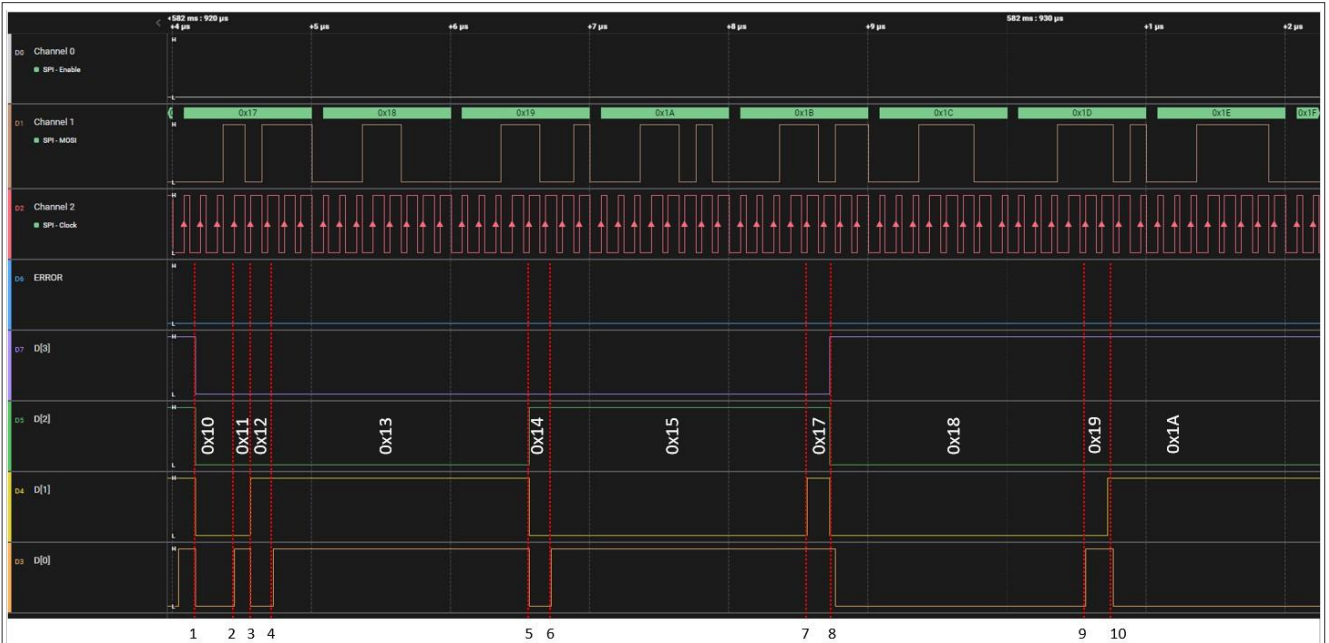 +582 ms : 920 µs 582 ms : 930 µs
+4 µs +5 µs +6 µs +7 µs +8 µs +9 µs +1 µs +2 µs
D0 Channel 0
SPI - Enable
H
L
0x17 0x18 0x19 0x1A 0x1B 0x1C 0x1D 0x1E 0x1F
D1 Channel 1
SPI - MOSI
H
L
D2 Channel 2
SPI - Clock
H
L
D6 ERROR
H
L
D7 D[3]
H
L
D5 D[2]
H
L
0x10 0x11 0x12 0x13 0x14 0x15 0x17 0x18 0x19 0x1A
D4 D[1]
H
L
D3 D[0]
H
L
1 2 3 4 5 6 7 8 9 10